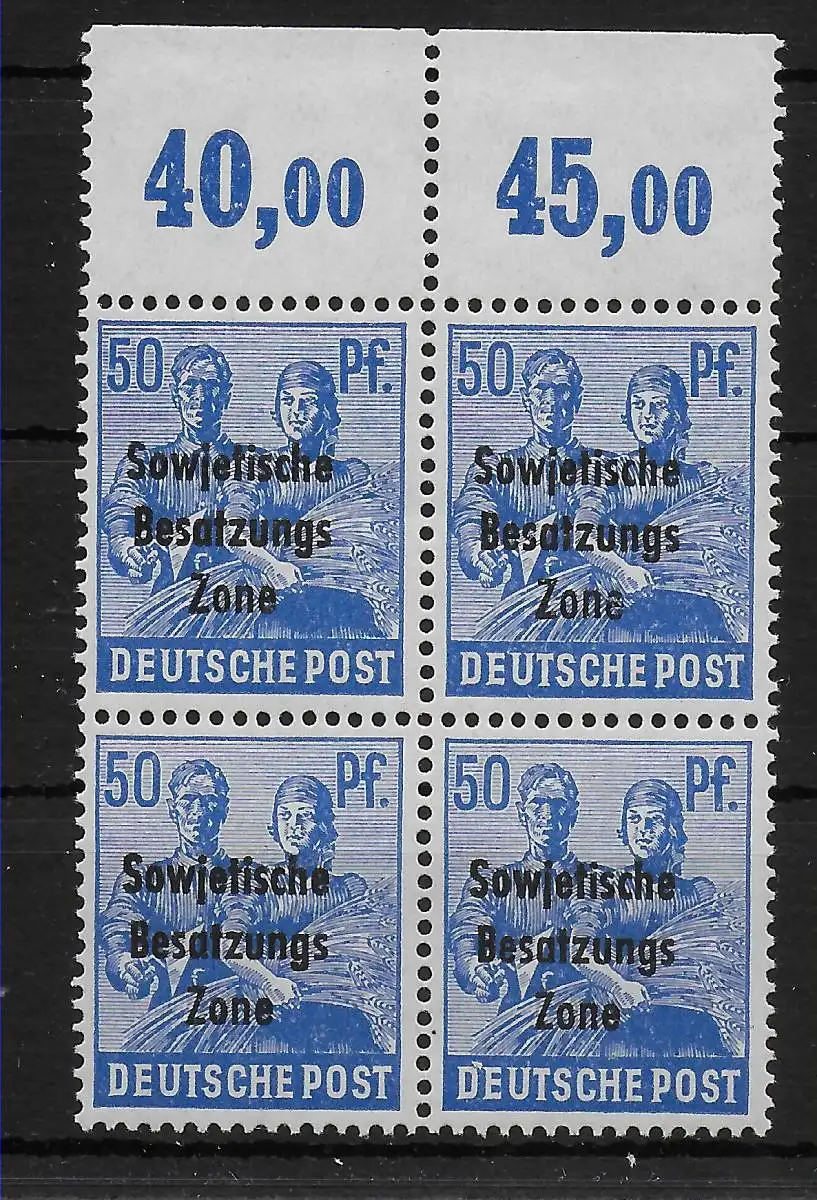 40,00 45,00
50 Pf. 50 Pf.
Sowjetische Sowjetische
Besatzungs Besatzungs
Zone Zone
DEUTSCHE POST DEUTSCHE POST
50 Pf. 50 Pf.
Sowjetische Sowjetische
Besatzungs Besatzungs
Zone Zone
DEUTSCHE POST DEUTSCHE POST